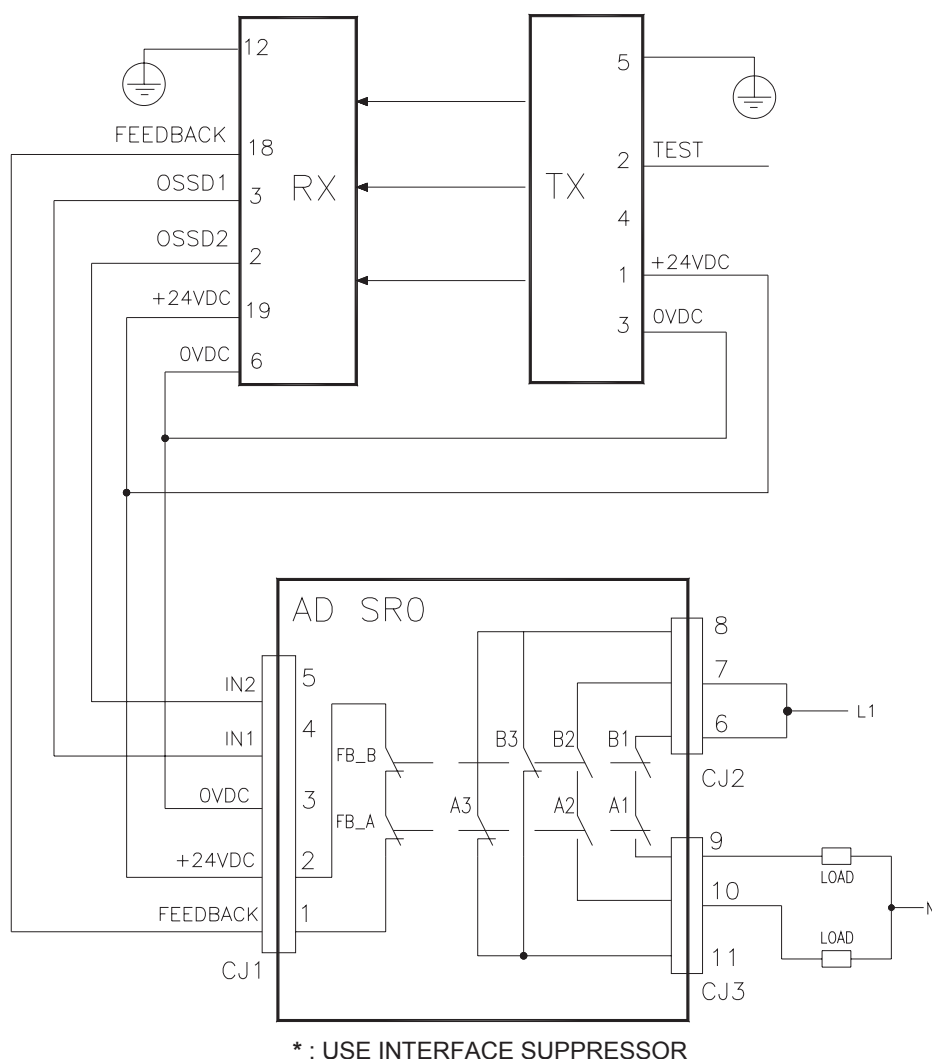 12
FEEDBACK
18
OSSD1
3
OSSD2
2
+24VDC
19
0VDC
6
RX
TX
5
2
TEST
4
1
+24VDC
3
0VDC
AD SR0
IN2
5
IN1
4
0VDC
3
+24VDC
2
FEEDBACK
1
CJ1
FB_B
FB_A
B3
B2
B1
A3
A2
A1
8
7
6
L1
CJ2
9
LOAD
10
N
LOAD
11
CJ3
* : USE INTERFACE SUPPRESSOR